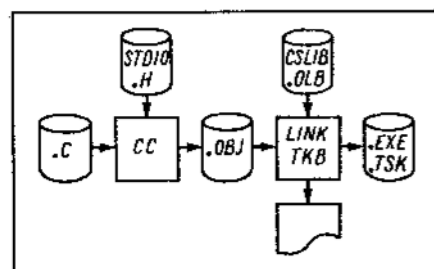 STDIO
.H
CSLIB
.OLB
.C
CC
.OBJ
LINK
TKB
.EXE
.TSK